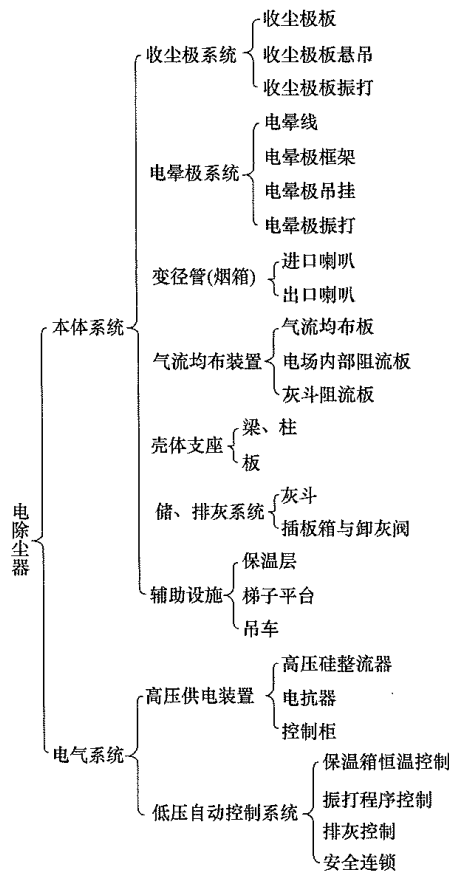 收尘极板
收尘极系统
收尘极板悬吊
收尘极板振打
电晕线
电晕极框架
电晕极系统
电晕极吊挂
电晕极振打
进口喇叭
变径管(烟箱)
出口喇叭
本体系统
气流均布板
气流均布装置
电场内部阻流板
灰斗阻流板
梁、柱
壳体支座
板
灰斗
储、排灰系统
插板箱与卸灰阀
电除尘器
保温层
辅助设施
梯子平台
吊车
高压硅整流器
高压供电装置
电抗器
控制柜
电气系统
保温箱恒温控制
振打程序控制
低压自动控制系统
排灰控制
安全连锁